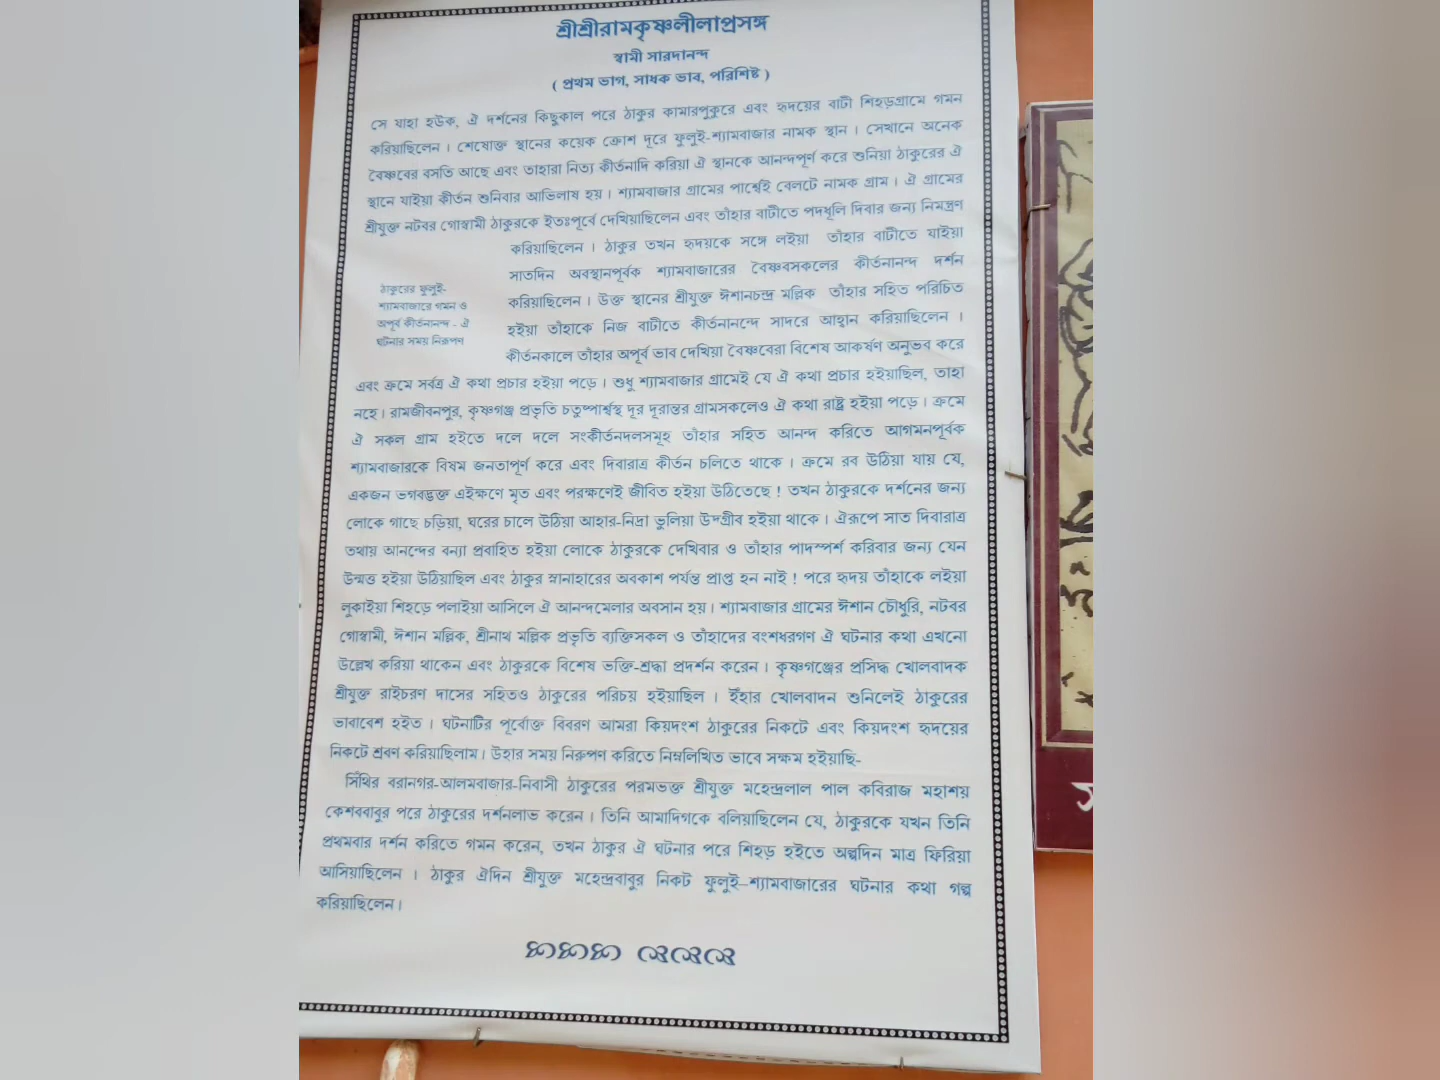 শ্রীশ্রীরামকৃষ্ণলীলাপ্রসঙ্গ
স্বামী সারদানন্দ
( প্রথম ভাগ, সাধক ভাব, পরিশিষ্ট )
সে যাহা হউক, ঐ দর্শনের কিছুকাল পরে ঠাকুর কামারপুকুরে এবং হৃদয়ের বাটী শিহড়গ্রামে গমন
করিয়াছিলেন । শেষোক্ত স্থানের কয়েক ক্রোশ দূরে ফুলুই-শ্যামবাজার নামক স্থান । সেখানে অনেক
বৈষ্ণবের বসতি আছে এবং তাহারা নিত্য কীর্তনাদি করিয়া ঐ স্থানকে আনন্দপূর্ণ করে শুনিয়া ঠাকুরের ঐ
স্থানে যাইয়া কীর্তন শুনিবার আভিলাষ হয় । শ্যামবাজার গ্রামের পার্শ্বেই বেলটে নামক গ্রাম । ঐ গ্রামের
শ্রীযুক্ত নটবর গোস্বামী ঠাকুরকে ইতঃপূর্বে দেখিয়াছিলেন এবং তাঁহার বাটীতে পদধূলি দিবার জন্য নিমন্ত্রণ
করিয়াছিলেন । ঠাকুর তখন হৃদয়কে সঙ্গে লইয়া তাঁহার বাটীতে যাইয়া
সাতদিন অবস্থানপূর্বক শ্যামবাজারের বৈষ্ণবসকলের কীর্তনানন্দ দর্শন
করিয়াছিলেন । উক্ত স্থানের শ্রীযুক্ত ঈশানচন্দ্র মল্লিক তাঁহার সহিত পরিচিত
হইয়া তাঁহাকে নিজ বাটীতে কীর্তনানন্দে সাদরে আহ্বান করিয়াছিলেন ।
কীর্তনকালে তাঁহার অপূর্ব ভাব দেখিয়া বৈষ্ণবেরা বিশেষ আকর্ষণ অনুভব করে
ঠাকুরের ফুলুই-
শ্যামবাজারে গমন ও
অপূর্ব কীর্তনানন্দ - ঐ
ঘটনার সময় নিরূপণ
এবং ক্রমে সর্বত্র ঐ কথা প্রচার হইয়া পড়ে । শুধু শ্যামবাজার গ্রামেই যে ঐ কথা প্রচার হইয়াছিল, তাহা
নহে । রামজীবনপুর, কৃষ্ণগঞ্জ প্রভৃতি চতুষ্পার্শ্বস্থ দূর দূরান্তর গ্রামসকলেও ঐ কথা রাষ্ট্র হইয়া পড়ে । ক্রমে
ঐ সকল গ্রাম হইতে দলে দলে সংকীর্তনদলসমূহ তাঁহার সহিত আনন্দ করিতে আগমনপূর্বক
শ্যামবাজারকে বিষম জনতাপূর্ণ করে এবং দিবারাত্র কীর্তন চলিতে থাকে । ক্রমে রব উঠিয়া যায় যে,
একজন ভগবদ্ভক্ত এইক্ষণে মৃত এবং পরক্ষণেই জীবিত হইয়া উঠিতেছে ! তখন ঠাকুরকে দর্শনের জন্য
লোকে গাছে চড়িয়া, ঘরের চালে উঠিয়া আহার-নিদ্রা ভুলিয়া উদগ্রীব হইয়া থাকে । ঐরূপে সাত দিবারাত্র
তথায় আনন্দের বন্যা প্রবাহিত হইয়া লোকে ঠাকুরকে দেখিবার ও তাঁহার পাদস্পর্শ করিবার জন্য যেন
উন্মত্ত হইয়া উঠিয়াছিল এবং ঠাকুর স্নানাহারের অবকাশ পর্যন্ত প্রাপ্ত হন নাই ! পরে হৃদয় তাঁহাকে লইয়া
লুকাইয়া শিহড়ে পলাইয়া আসিলে ঐ আনন্দমেলার অবসান হয় । শ্যামবাজার গ্রামের ঈশান চৌধুরি, নটবর
গোস্বামী, ঈশান মল্লিক, শ্রীনাথ মল্লিক প্রভৃতি ব্যক্তিসকল ও তাঁহাদের বংশধরগণ ঐ ঘটনার কথা এখনো
উল্লেখ করিয়া থাকেন এবং ঠাকুরকে বিশেষ ভক্তি-শ্রদ্ধা প্রদর্শন করেন । কৃষ্ণগঞ্জের প্রসিদ্ধ খোলবাদক
শ্রীযুক্ত রাইচরণ দাসের সহিতও ঠাকুরের পরিচয় হইয়াছিল । ইঁহার খোলবাদন শুনিলেই ঠাকুরের
ভাবাবেশ হইত । ঘটনাটির পূর্বোক্ত বিবরণ আমরা কিয়দংশ ঠাকুরের নিকটে এবং কিয়দংশ হৃদয়ের
নিকটে শ্রবণ করিয়াছিলাম । উহার সময় নিরূপণ করিতে নিম্নলিখিত ভাবে সক্ষম হইয়াছি-
সিঁথির বরানগর-আলমবাজার-নিবাসী ঠাকুরের পরমভক্ত শ্রীযুক্ত মহেন্দ্রলাল পাল কবিরাজ মহাশয়
কেশববাবুর পরে ঠাকুরের দর্শনলাভ করেন । তিনি আমাদিগকে বলিয়াছিলেন যে, ঠাকুরকে যখন তিনি
প্রথমবার দর্শন করিতে গমন করেন, তখন ঠাকুর ঐ ঘটনার পরে শিহড় হইতে অল্পদিন মাত্র ফিরিয়া
আসিয়াছিলেন । ঠাকুর ঐদিন শ্রীযুক্ত মহেন্দ্রবাবুর নিকট ফুলুই-শ্যামবাজারের ঘটনার কথা গল্প
করিয়াছিলেন ।